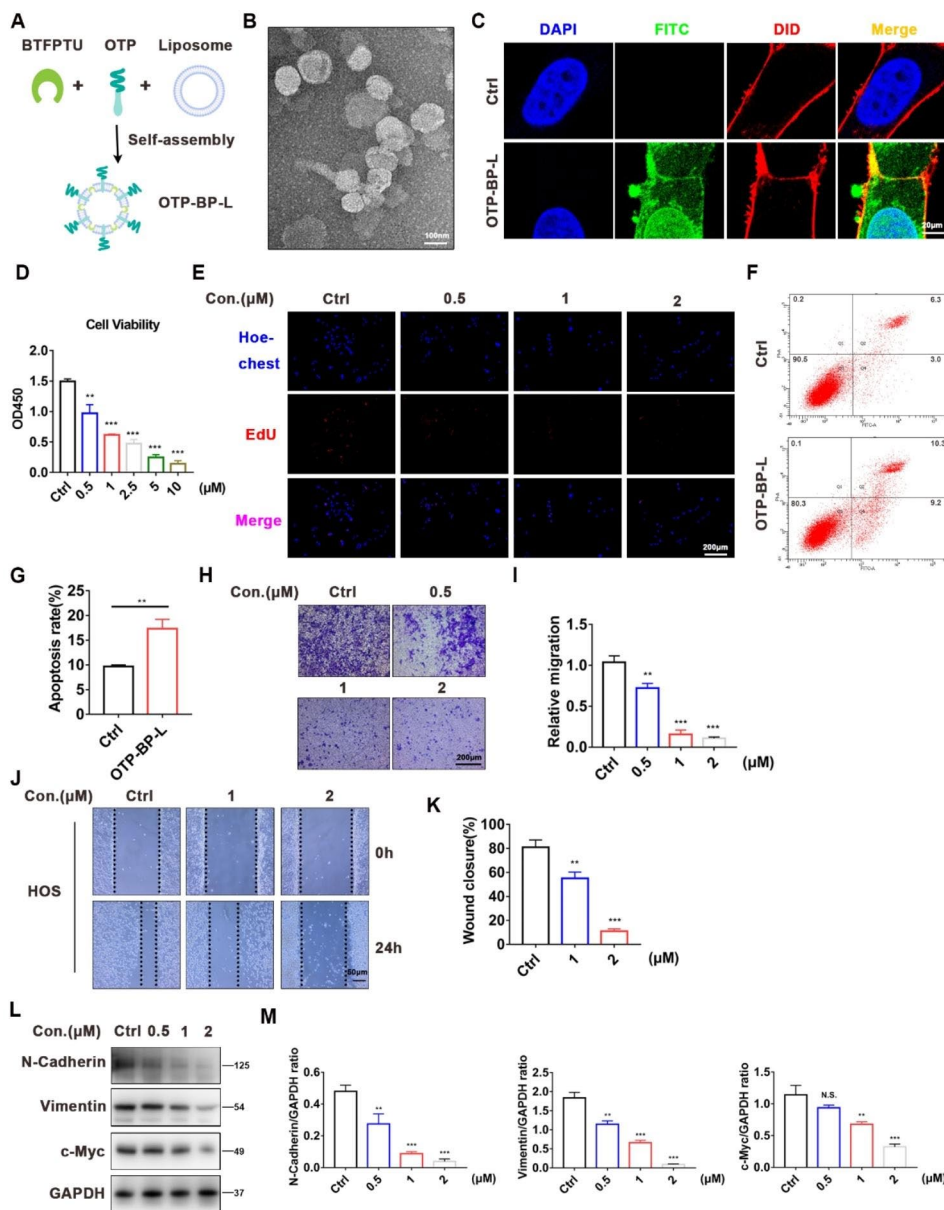 A
BTFPTU OTP Liposome
+ +
Self-assembly
OTP-BP-L
B
100nm
C
DAPI FITC DID Merge
Ctrl
OTP-BP-L
20μm
D
Cell Viability
OD450
2.0
1.5
1.0
0.5
0.0
** *** *** *** ***
Ctrl 0.5 1 2.5 5 10 (μM)
E
Con.(μM) Ctrl 0.5 1 2
Hoe-
chest
EdU
Merge
200μm
F
Ctrl
0.2 6.3
90.5 3.0
FITC-A
OTP-BP-L
0.1 10.3
80.3 9.2
FITC-A
G
Apoptosis rate(%)
25
20
15
10
5
0
**
Ctrl OTP-BP-L
H
Con.(μM) Ctrl 0.5
1 2
200μm
I
Relative migration
1.5
1.0
0.5
0.0
** *** ***
Ctrl 0.5 1 2 (μM)
J
Con.(μM) Ctrl 1 2
HOS
0h
24h
50μm
K
Wound closure(%)
100
80
60
40
20
0
** ***
Ctrl 1 2 (μM)
L
Con.(μM) Ctrl 0.5 1 2
N-Cadherin 125
Vimentin 54
c-Myc 49
GAPDH 37
M
N-Cadherin/GAPDH ratio
0.6
0.4
0.2
0.0
** *** ***
Ctrl 0.5 1 2 (μM)
Vimentin/GAPDH ratio
2.5
2.0
1.5
1.0
0.5
0.0
** *** ***
Ctrl 0.5 1 2 (μM)
c-Myc/GAPDH ratio
1.5
1.0
0.5
0.0
N.S. ** ***
Ctrl 0.5 1 2 (μM)